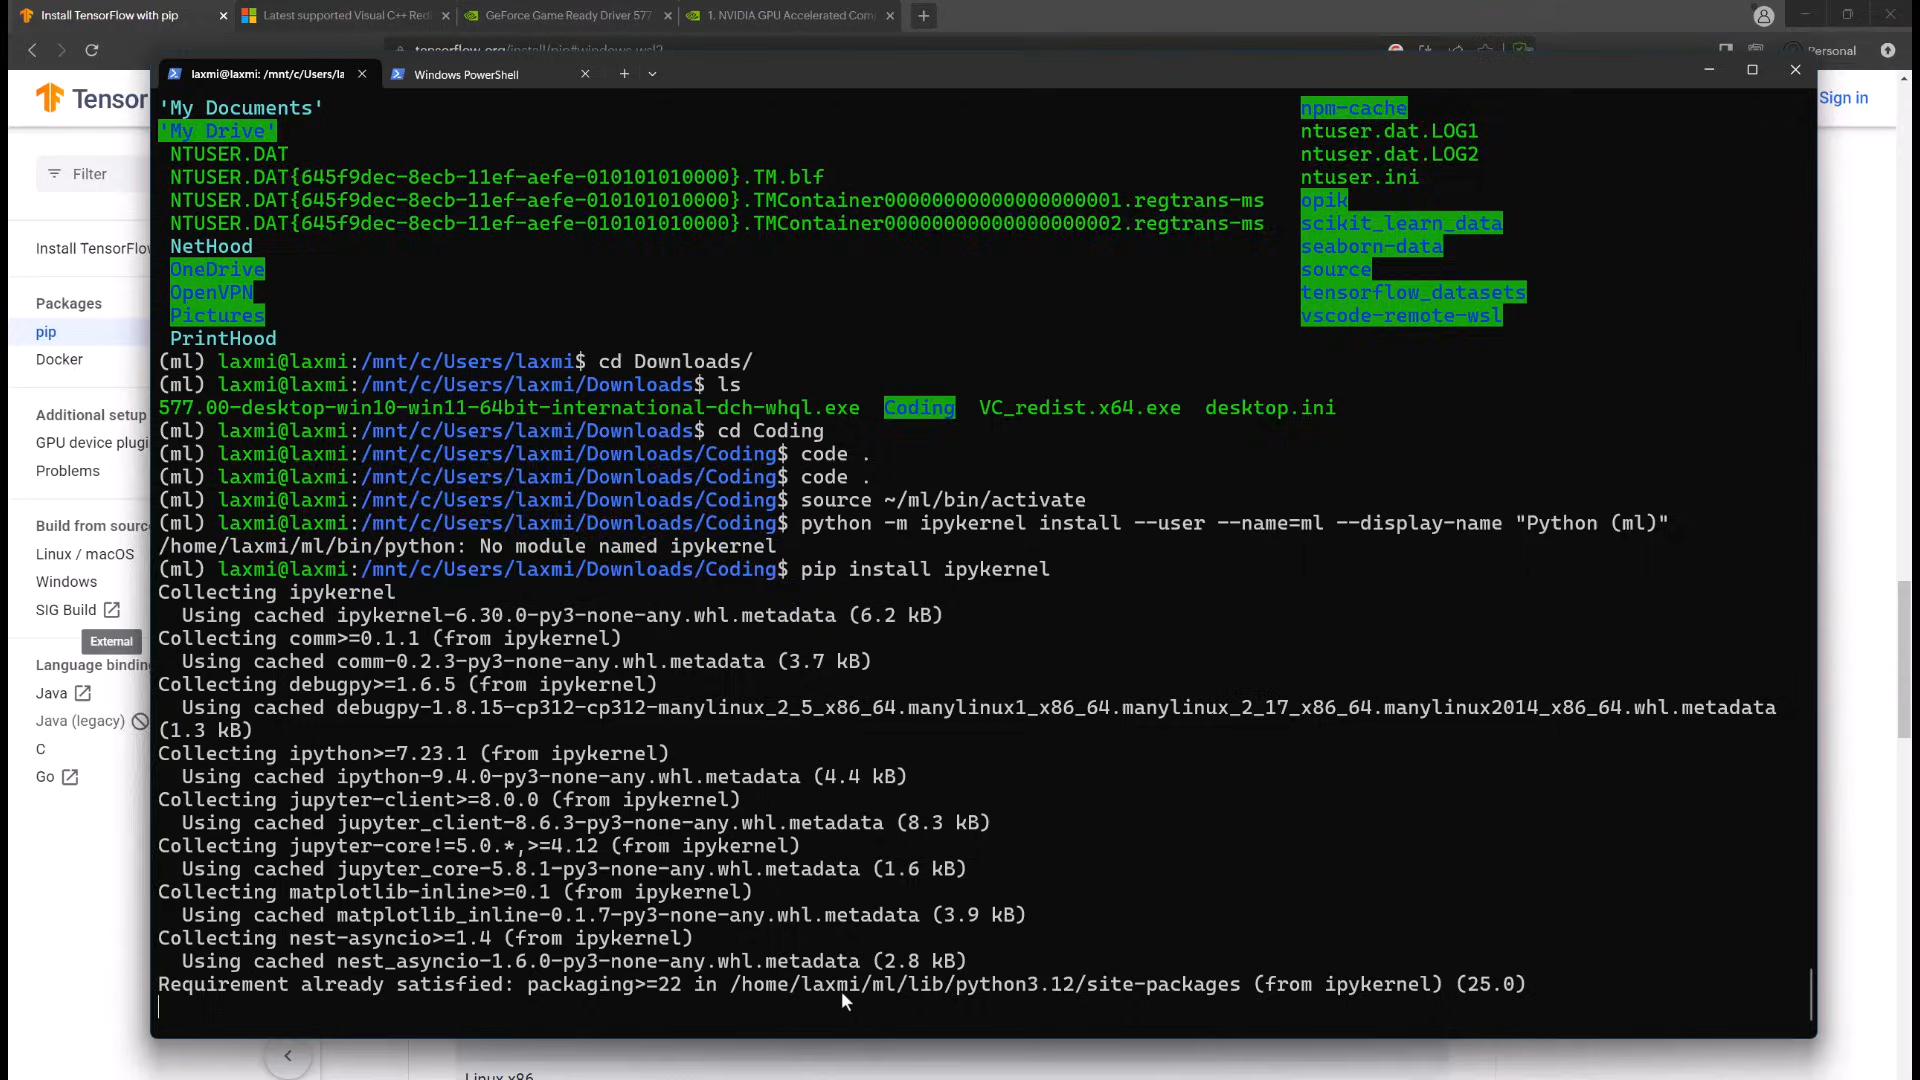 Install TensorFlow with pip
Latest supported Visual C++ Redi
GeForce Game Ready Driver 577
1. NVIDIA GPU Accelerated Com
tensorflow.org/install/pip#windows-wsl2
Personal
laxmi@laxmi: /mnt/c/Users/la
Windows PowerShell
Tensor
Sign in
Filter
Install TensorFlow
Packages
pip
Docker
Additional setup
GPU device plugi
Problems
Build from source
Linux / macOS
Windows
SIG Build
External
Language binding
Java
Java (legacy)
C
Go
'My Documents' npm-cache
'My Drive' ntuser.dat.LOG1
NTUSER.DAT ntuser.dat.LOG2
NTUSER.DAT{645f9dec-8ecb-11ef-aefe-010101010000}.TM.blf ntuser.ini
NTUSER.DAT{645f9dec-8ecb-11ef-aefe-010101010000}.TMContainer00000000000000000001.regtrans-ms opik
NTUSER.DAT{645f9dec-8ecb-11ef-aefe-010101010000}.TMContainer00000000000000000002.regtrans-ms scikit_learn_data
NetHood seaborn-data
OneDrive source
OpenVPN tensorflow_datasets
Pictures vscode-remote-wsl
PrintHood
(ml) laxmi@laxmi:/mnt/c/Users/laxmi$ cd Downloads/
(ml) laxmi@laxmi:/mnt/c/Users/laxmi/Downloads$ ls
577.00-desktop-win10-win11-64bit-international-dch-whql.exe Coding VC_redist.x64.exe desktop.ini
(ml) laxmi@laxmi:/mnt/c/Users/laxmi/Downloads$ cd Coding
(ml) laxmi@laxmi:/mnt/c/Users/laxmi/Downloads/Coding$ code .
(ml) laxmi@laxmi:/mnt/c/Users/laxmi/Downloads/Coding$ code .
(ml) laxmi@laxmi:/mnt/c/Users/laxmi/Downloads/Coding$ source ~/ml/bin/activate
(ml) laxmi@laxmi:/mnt/c/Users/laxmi/Downloads/Coding$ python -m ipykernel install --user --name=ml --display-name "Python (ml)"
/home/laxmi/ml/bin/python: No module named ipykernel
(ml) laxmi@laxmi:/mnt/c/Users/laxmi/Downloads/Coding$ pip install ipykernel
Collecting ipykernel
Using cached ipykernel-6.30.0-py3-none-any.whl.metadata (6.2 kB)
Collecting comm>=0.1.1 (from ipykernel)
Using cached comm-0.2.3-py3-none-any.whl.metadata (3.7 kB)
Collecting debugpy>=1.6.5 (from ipykernel)
Using cached debugpy-1.8.15-cp312-cp312-manylinux_2_5_x86_64.manylinux1_x86_64.manylinux_2_17_x86_64.manylinux2014_x86_64.whl.metadata
(1.3 kB)
Collecting ipython>=7.23.1 (from ipykernel)
Using cached ipython-9.4.0-py3-none-any.whl.metadata (4.4 kB)
Collecting jupyter-client>=8.0.0 (from ipykernel)
Using cached jupyter_client-8.6.3-py3-none-any.whl.metadata (8.3 kB)
Collecting jupyter-core!=5.0.*,>=4.12 (from ipykernel)
Using cached jupyter_core-5.8.1-py3-none-any.whl.metadata (1.6 kB)
Collecting matplotlib-inline>=0.1 (from ipykernel)
Using cached matplotlib_inline-0.1.7-py3-none-any.whl.metadata (3.9 kB)
Collecting nest-asyncio>=1.4 (from ipykernel)
Using cached nest_asyncio-1.6.0-py3-none-any.whl.metadata (2.8 kB)
Requirement already satisfied: packaging>=22 in /home/laxmi/ml/lib/python3.12/site-packages (from ipykernel) (25.0)
Linux x86